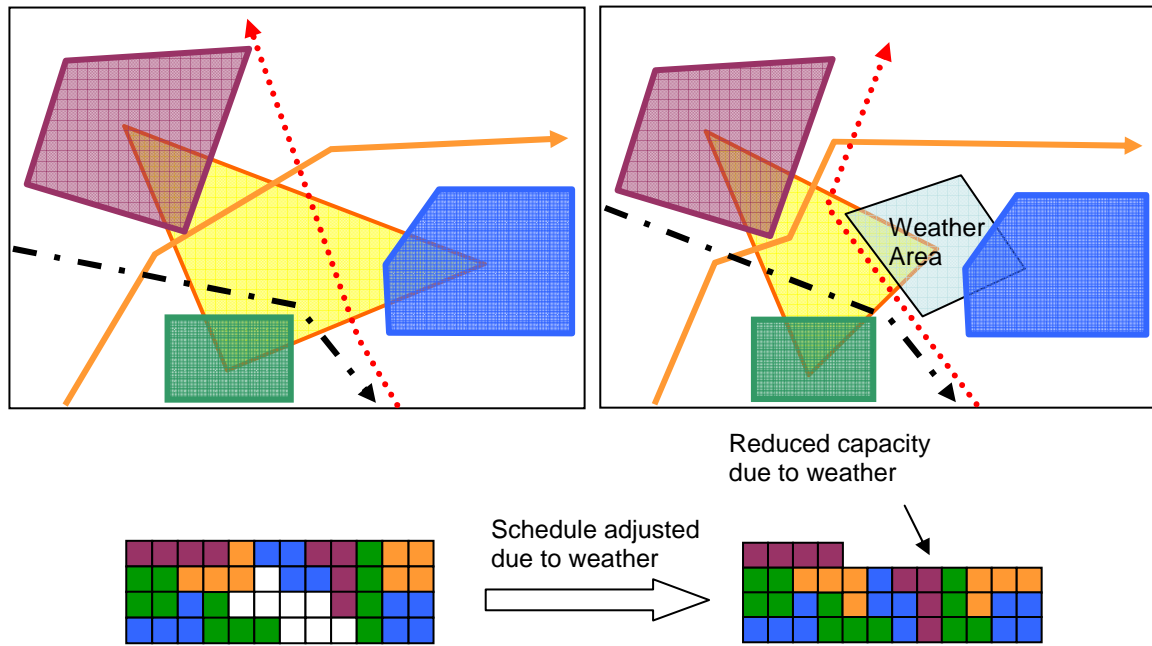 Weather
Area
Reduced capacity
due to weather
Schedule adjusted
due to weather